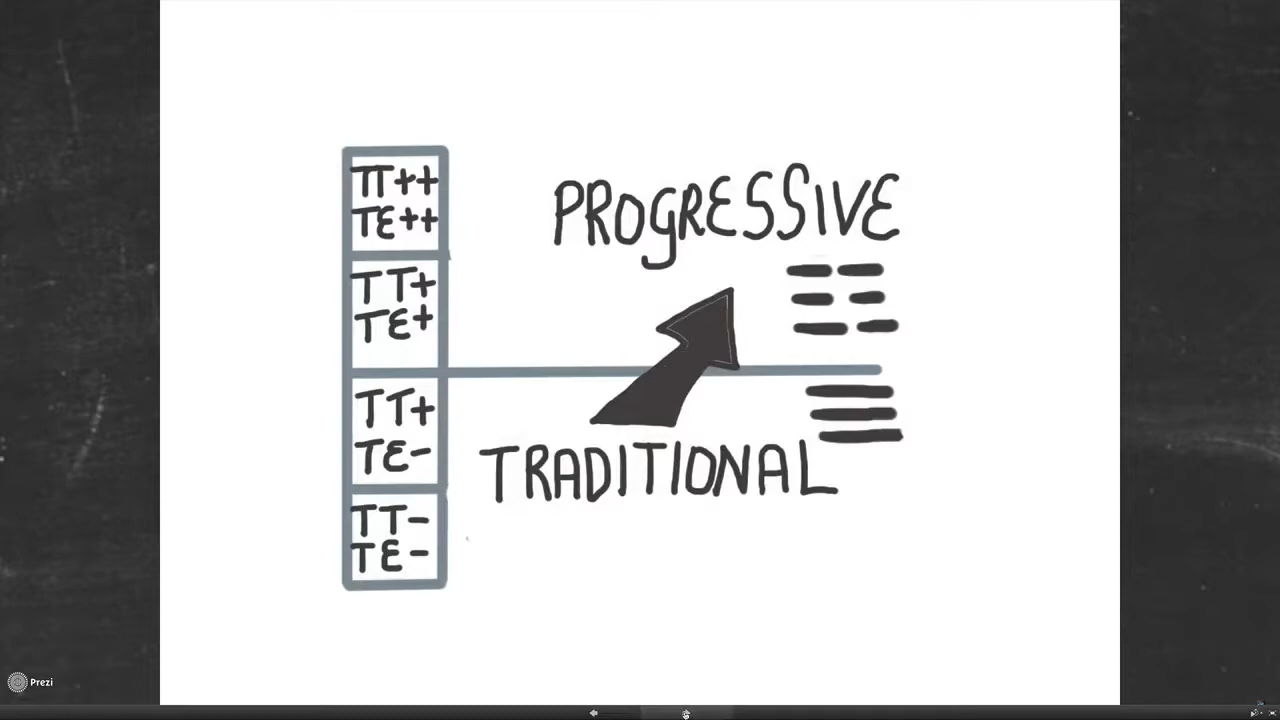 TT++
TE++
TT+
TE+
TT+
TE-
TT-
TE-
PROGRESSIVE
TRADITIONAL
Prezi